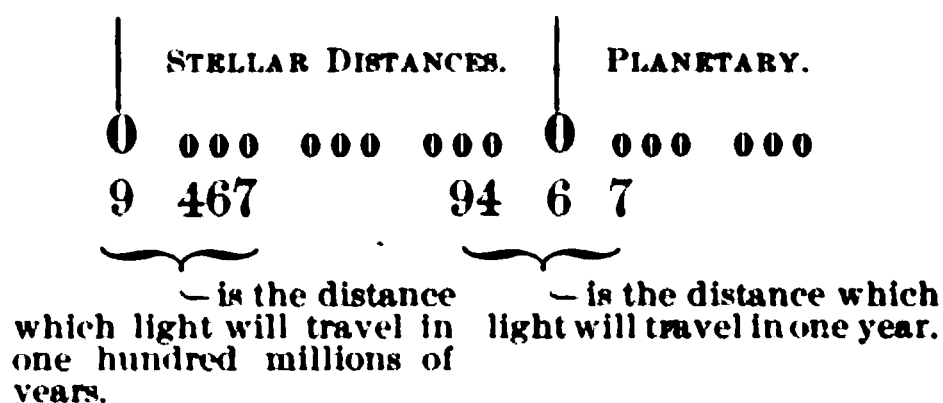 STELLAR DISTANCES. PLANETARY.
0 000 000 000 0 000 000
9 467 94 6 7
— is the distance which light will travel in one hundred millions of years.
— is the distance which light will travel in one year.